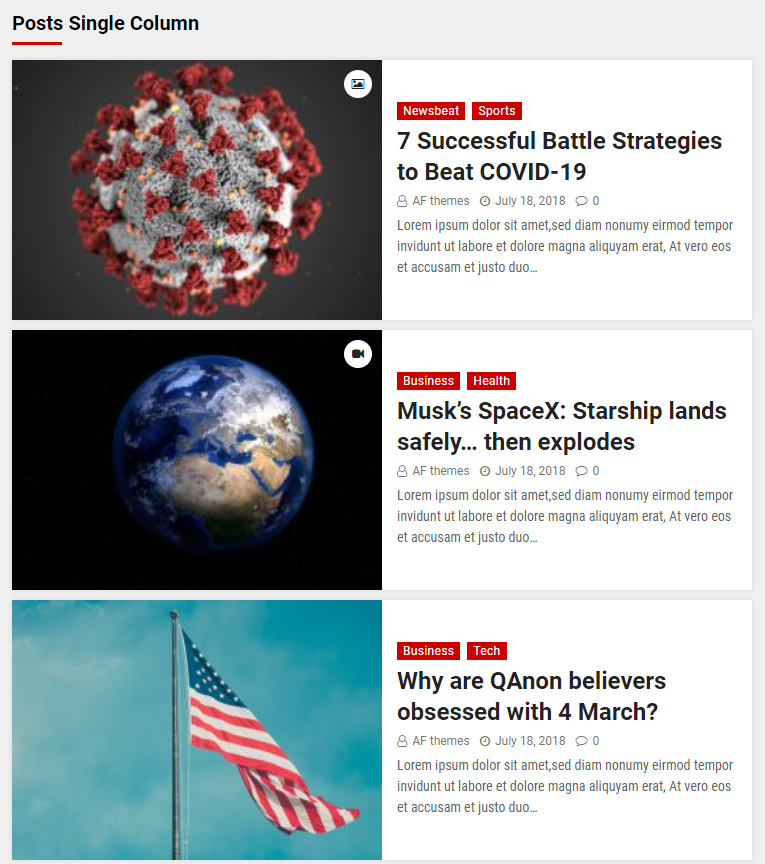 Posts Single Column
Newsbeat Sports
7 Successful Battle Strategies
to Beat COVID-19
AF themes July 18, 2018 0
Lorem ipsum dolor sit amet,sed diam nonumy eirmod tempor
invidunt ut labore et dolore magna aliquyam erat, At vero eos
et accusam et justo duo…
Business Health
Musk’s SpaceX: Starship lands
safely… then explodes
AF themes July 18, 2018 0
Lorem ipsum dolor sit amet,sed diam nonumy eirmod tempor
invidunt ut labore et dolore magna aliquyam erat, At vero eos
et accusam et justo duo…
Business Tech
Why are QAnon believers
obsessed with 4 March?
AF themes July 18, 2018 0
Lorem ipsum dolor sit amet,sed diam nonumy eirmod tempor
invidunt ut labore et dolore magna aliquyam erat, At vero eos
et accusam et justo duo…